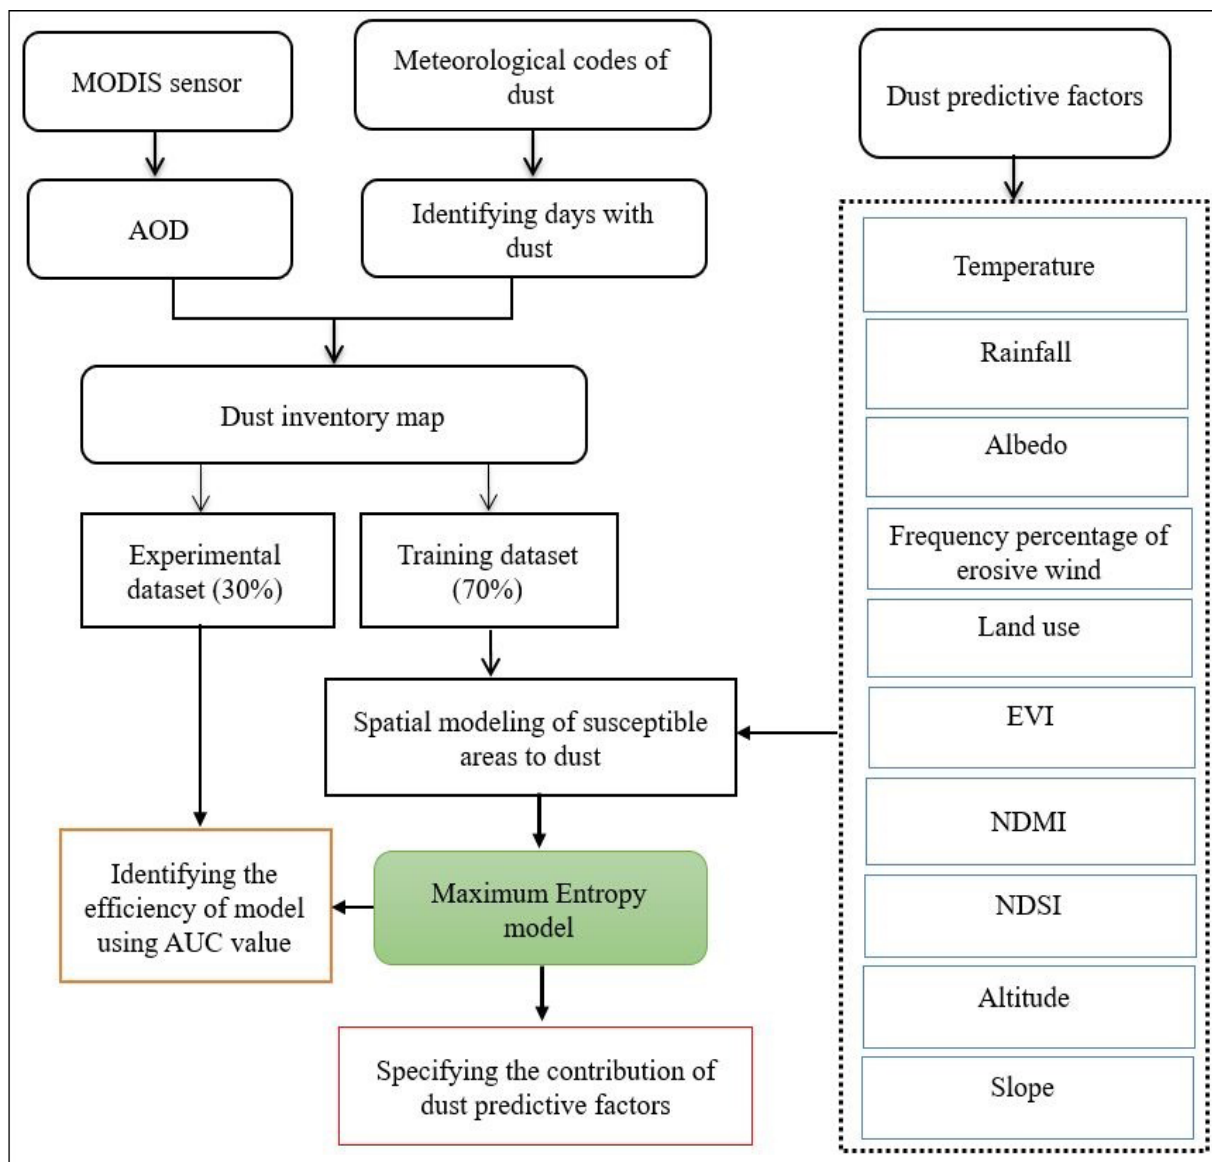 MODIS sensor
Meteorological codes of
dust
Dust predictive factors
AOD
Identifying days with
dust
Dust inventory map
Experimental
dataset (30%)
Training dataset
(70%)
Spatial modeling of susceptible
areas to dust
Identifying the
efficiency of model
using AUC value
Maximum Entropy
model
Specifying the contribution of
dust predictive factors
Temperature
Rainfall
Albedo
Frequency percentage of
erosive wind
Land use
EVI
NDMI
NDSI
Altitude
Slope